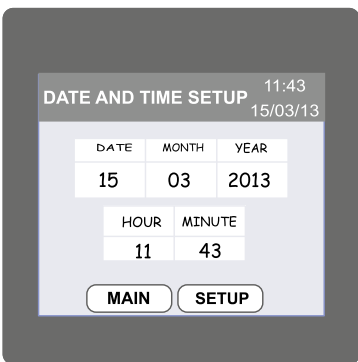 11:43
DATE AND TIME SETUP
15/03/13
DATE MONTH YEAR
15 03 2013
HOUR MINUTE
11 43
MAIN SETUP